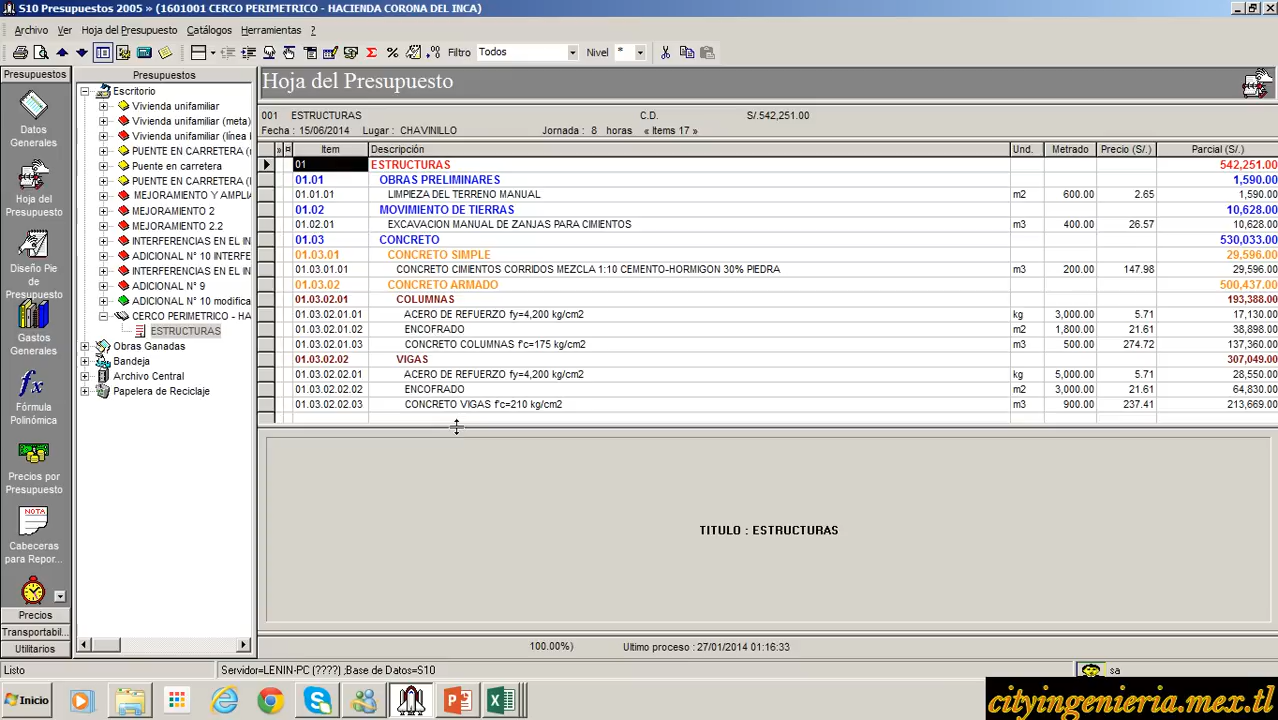 S10 Presupuestos 2005 » (1601001 CERCO PERIMETRICO - HACIENDA CORONA DEL INCA)
Archivo Ver Hoja del Presupuesto Catálogos Herramientas ?
Filtro Todos Nivel *
Presupuestos
Datos Generales
Hoja del Presupuesto
Diseño Pie de Presupuesto
Gastos Generales
fx
Fórmula Polinómica
Precios por Presupuesto
NOTA
Cabeceras para Repor...
Precios
Transportabil...
Utilitarios
Presupuestos
Escritorio
Vivienda unifamiliar
Vivienda unifamiliar (meta)
Vivienda unifamiliar (línea l
PUENTE EN CARRETERA (
Puente en carretera
PUENTE EN CARRETERA (
MEJORAMIENTO Y AMPLIA
MEJORAMIENTO 2
MEJORAMIENTO 2.2
INTERFERENCIAS EN EL IN
ADICIONAL N° 10 INTERFE
INTERFERENCIAS EN EL IN
ADICIONAL N° 9
ADICIONAL N° 10 modifica
CERCO PERIMETRICO - HA
ESTRUCTURAS
Obras Ganadas
Bandeja
Archivo Central
Papelera de Reciclaje
Hoja del Presupuesto
001 ESTRUCTURAS C.D. S/.542,251.00
Fecha : 15/06/2014 Lugar : CHAVINILLO Jornada : 8 horas « Items 17 »
Item Descripción Und. Metrado Precio (S/.) Parcial (S/.)
01 ESTRUCTURAS 542,251.00
01.01 OBRAS PRELIMINARES 1,590.00
01.01.01 LIMPIEZA DEL TERRENO MANUAL m2 600.00 2.65 1,590.00
01.02 MOVIMIENTO DE TIERRAS 10,628.00
01.02.01 EXCAVACION MANUAL DE ZANJAS PARA CIMIENTOS m3 400.00 26.57 10,628.00
01.03 CONCRETO 530,033.00
01.03.01 CONCRETO SIMPLE 29,596.00
01.03.01.01 CONCRETO CIMIENTOS CORRIDOS MEZCLA 1:10 CEMENTO-HORMIGON 30% PIEDRA m3 200.00 147.98 29,596.00
01.03.02 CONCRETO ARMADO 500,437.00
01.03.02.01 COLUMNAS 193,388.00
01.03.02.01.01 ACERO DE REFUERZO fy=4,200 kg/cm2 kg 3,000.00 5.71 17,130.00
01.03.02.01.02 ENCOFRADO m2 1,800.00 21.61 38,898.00
01.03.02.01.03 CONCRETO COLUMNAS f'c=175 kg/cm2 m3 500.00 274.72 137,360.00
01.03.02.02 VIGAS 307,049.00
01.03.02.02.01 ACERO DE REFUERZO fy=4,200 kg/cm2 kg 5,000.00 5.71 28,550.00
01.03.02.02.02 ENCOFRADO m2 3,000.00 21.61 64,830.00
01.03.02.02.03 CONCRETO VIGAS f'c=210 kg/cm2 m3 900.00 237.41 213,669.00
TITULO : ESTRUCTURAS
100.00%) Ultimo proceso : 27/01/2014 01:16:33
Listo Servidor=LENIN-PC (????) ;Base de Datos=S10 sa
Inicio
cityingenieria.mex.tl